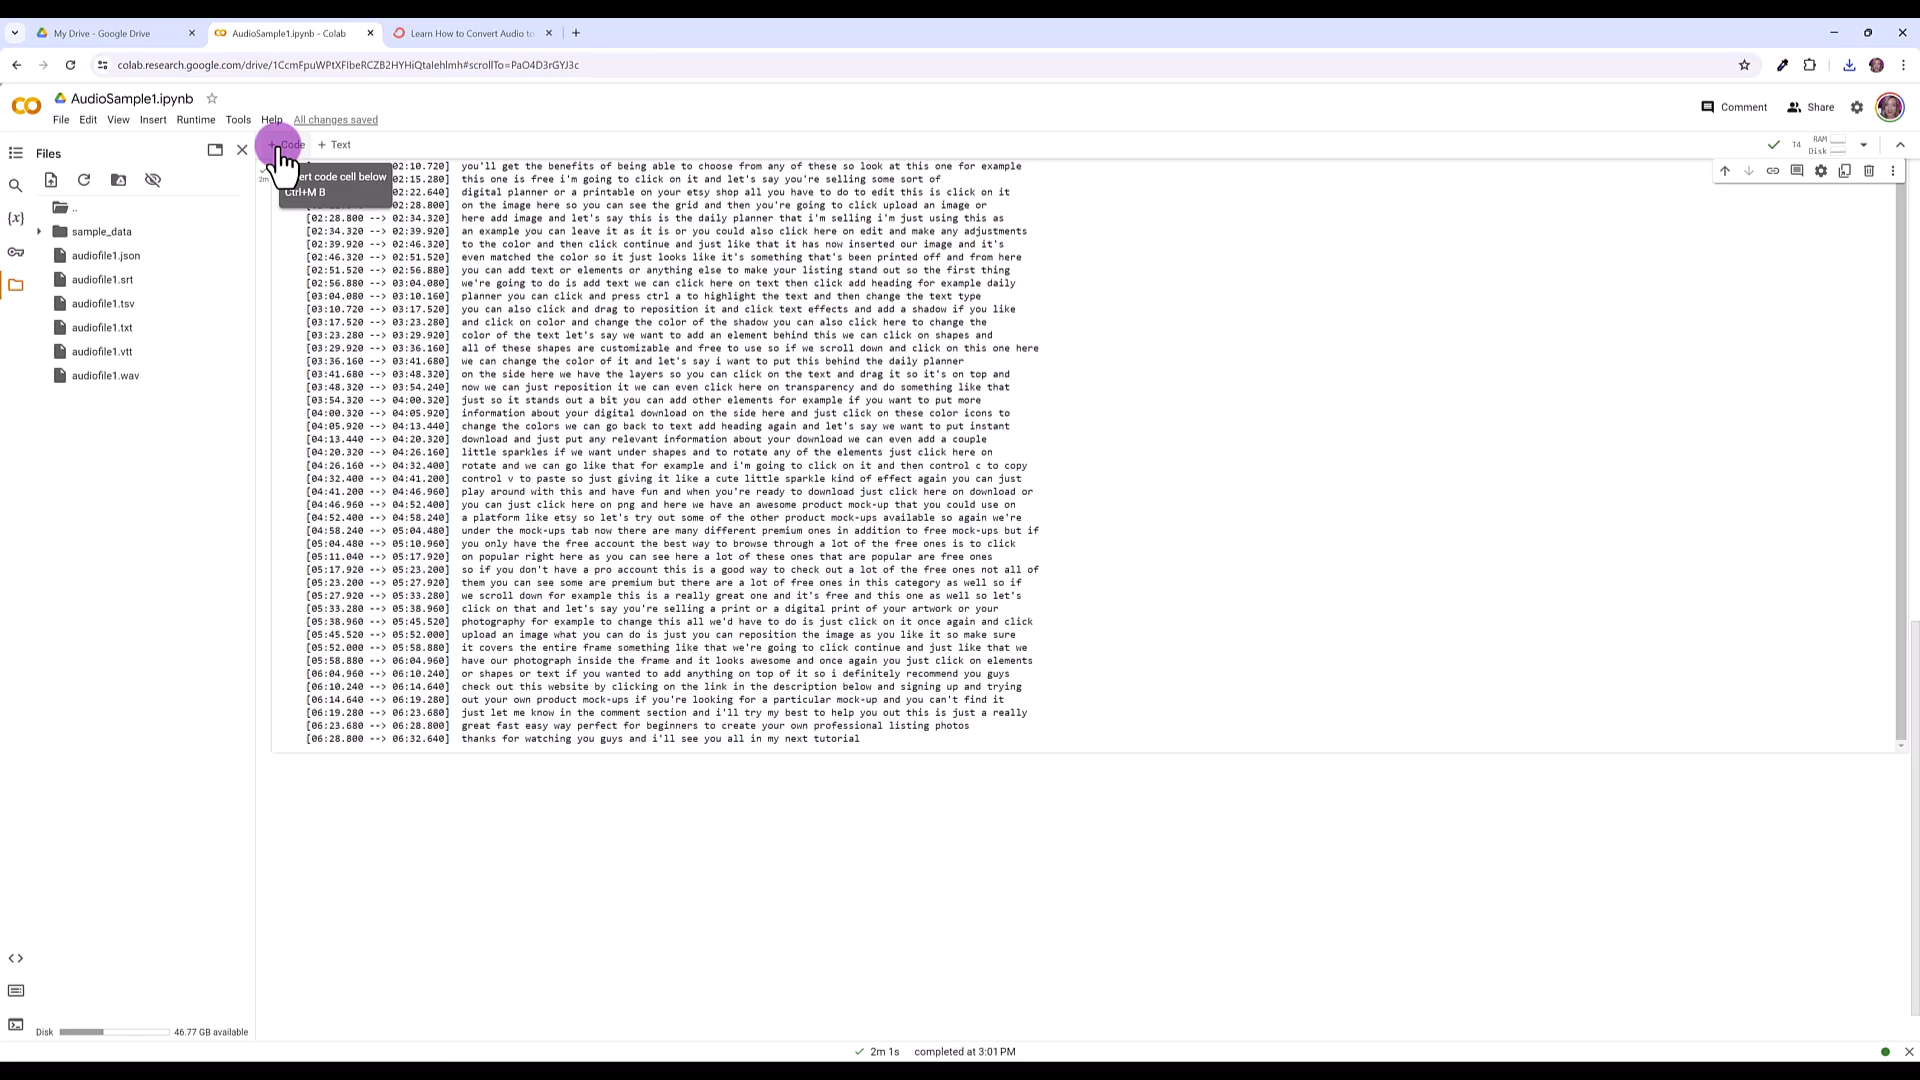 My Drive - Google Drive
AudioSample1.ipynb - Colab
Learn How to Convert Audio to
colab.research.google.com/drive/1CcmFpuWPtXFIbeRCZB2HYHiQtaIehlmh#scrollTo=PaO4D3rGYJ3c
AudioSample1.ipynb
Comment
Share
File Edit View Insert Runtime Tools Help All changes saved
Files
+ Code + Text
T4 RAM
Disk
code cell below
Ctrl+M B
2m
..
sample_data
audiofile1.json
audiofile1.srt
audiofile1.tsv
audiofile1.txt
audiofile1.vtt
audiofile1.wav
02:10.720] you'll get the benefits of being able to choose from any of these so look at this one for example
02:15.280] this one is free i'm going to click on it and let's say you're selling some sort of
02:22.640] digital planner or a printable on your etsy shop all you have to do to edit this is click on it
02:28.800] on the image here so you can see the grid and then you're going to click upload an image or
[02:28.800 --> 02:34.320] here add image and let's say this is the daily planner that i'm selling i'm just using this as
[02:34.320 --> 02:39.920] an example you can leave it as it is or you could also click here on edit and make any adjustments
[02:39.920 --> 02:46.320] to the color and then click continue and just like that it has now inserted our image and it's
[02:46.320 --> 02:51.520] even matched the color so it just looks like it's something that's been printed off and from here
[02:51.520 --> 02:56.880] you can add text or elements or anything else to make your listing stand out so the first thing
[02:56.880 --> 03:04.080] we're going to do is add text we can click here on text then click add heading for example daily
[03:04.080 --> 03:10.160] planner you can click and press ctrl a to highlight the text and then change the text type
[03:10.720 --> 03:17.520] you can also click and drag to reposition it and click text effects and add a shadow if you like
[03:17.520 --> 03:23.280] and click on color and change the color of the shadow you can also click here to change the
[03:23.280 --> 03:29.920] color of the text let's say we want to add an element behind this we can click on shapes and
[03:29.920 --> 03:36.160] all of these shapes are customizable and free to use so if we scroll down and click on this one here
[03:36.160 --> 03:41.680] we can change the color of it and let's say i want to put this behind the daily planner
[03:41.680 --> 03:48.320] on the side here we have the layers so you can click on the text and drag it so it's on top and
[03:48.320 --> 03:54.240] now we can just reposition it we can even click here on transparency and do something like that
[03:54.320 --> 04:00.320] just so it stands out a bit you can add other elements for example if you want to put more
[04:00.320 --> 04:05.920] information about your digital download on the side here and just click on these color icons to
[04:05.920 --> 04:13.440] change the colors we can go back to text add heading again and let's say we want to put instant
[04:13.440 --> 04:20.320] download and just put any relevant information about your download we can even add a couple
[04:20.320 --> 04:26.160] little sparkles if we want under shapes and to rotate any of the elements just click here on
[04:26.160 --> 04:32.400] rotate and we can go like that for example and i'm going to click on it and then control c to copy
[04:32.400 --> 04:41.200] control v to paste so just giving it like a cute little sparkle kind of effect again you can just
[04:41.200 --> 04:46.960] play around with this and have fun and when you're ready to download just click here on download or
[04:46.960 --> 04:52.400] you can just click here on png and here we have an awesome product mock-up that you could use on
[04:52.400 --> 04:58.240] a platform like etsy so let's try out some of the other product mock-ups available so again we're
[04:58.240 --> 05:04.480] under the mock-ups tab now there are many different premium ones in addition to free mock-ups but if
[05:04.480 --> 05:10.960] you only have the free account the best way to browse through a lot of the free ones is to click
[05:11.040 --> 05:17.920] on popular right here as you can see here a lot of these ones that are popular are free ones
[05:17.920 --> 05:23.200] so if you don't have a pro account this is a good way to check out a lot of the free ones not all of
[05:23.200 --> 05:27.920] them you can see some are premium but there are a lot of free ones in this category as well so if
[05:27.920 --> 05:33.280] we scroll down for example this is a really great one and it's free and this one as well so let's
[05:33.280 --> 05:38.960] click on that and let's say you're selling a print or a digital print of your artwork or your
[05:38.960 --> 05:45.520] photography for example to change this all we'd have to do is just click on it once again and click
[05:45.520 --> 05:52.000] upload an image what you can do is just you can reposition the image as you like it so make sure
[05:52.000 --> 05:58.880] it covers the entire frame something like that we're going to click continue and just like that we
[05:58.880 --> 06:04.960] have our photograph inside the frame and it looks awesome and once again you just click on elements
[06:04.960 --> 06:10.240] or shapes or text if you wanted to add anything on top of it so i definitely recommend you guys
[06:10.240 --> 06:14.640] check out this website by clicking on the link in the description below and signing up and trying
[06:14.640 --> 06:19.280] out your own product mock-ups if you're looking for a particular mock-up and you can't find it
[06:19.280 --> 06:23.680] just let me know in the comment section and i'll try my best to help you out this is just a really
[06:23.680 --> 06:28.800] great fast easy way perfect for beginners to create your own professional listing photos
[06:28.800 --> 06:32.640] thanks for watching you guys and i'll see you all in my next tutorial
Disk 46.77 GB available
2m 1s completed at 3:01 PM